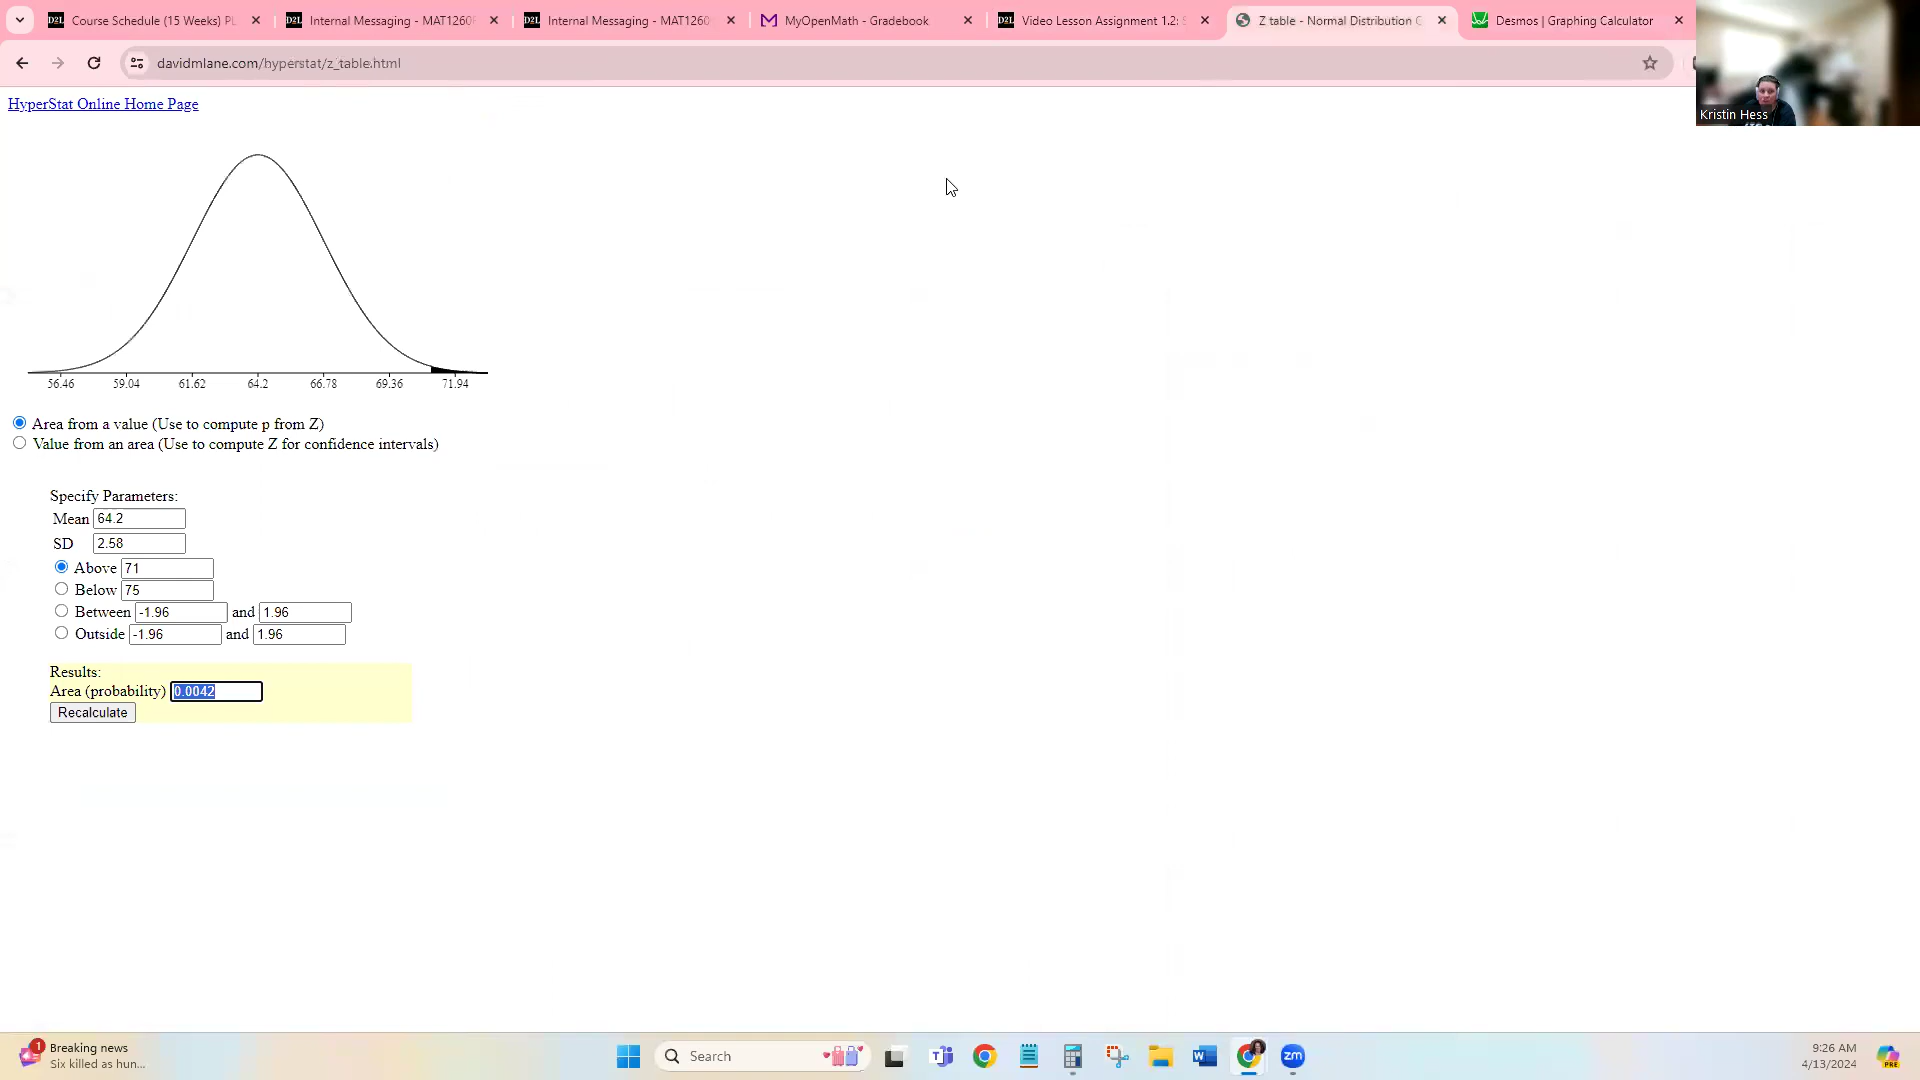 Course Schedule (15 Weeks) PL
Internal Messaging - MAT1260
Internal Messaging - MAT1260
MyOpenMath - Gradebook
Video Lesson Assignment 1.2:
Z table - Normal Distribution
Desmos | Graphing Calculator
davidmlane.com/hyperstat/z_table.html
Kristin Hess
HyperStat Online Home Page
56.46 59.04 61.62 64.2 66.78 69.36 71.94
Area from a value (Use to compute p from Z)
Value from an area (Use to compute Z for confidence intervals)
Specify Parameters:
Mean 64.2
SD 2.58
Above 71
Below 75
Between -1.96 and 1.96
Outside -1.96 and 1.96
Results:
Area (probability) 0.0042
Recalculate
1
Breaking news
Six killed as hun...
Search
zm
PRE
9:26 AM
4/13/2024